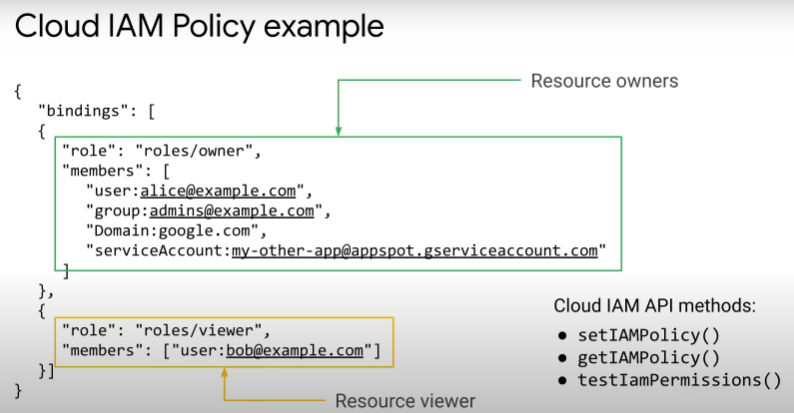 Cloud IAM Policy example
Resource owners
{
"bindings": [
{
"role": "roles/owner",
"members": [
"user:alice@example.com",
"group:admins@example.com",
"Domain:google.com",
"serviceAccount:my-other-app@appspot.gserviceaccount.com"
]
},
{
"role": "roles/viewer",
"members": ["user:bob@example.com"]
}]
}
Resource viewer
Cloud IAM API methods:
● setIAMPolicy()
● getIAMPolicy()
● testIamPermissions()